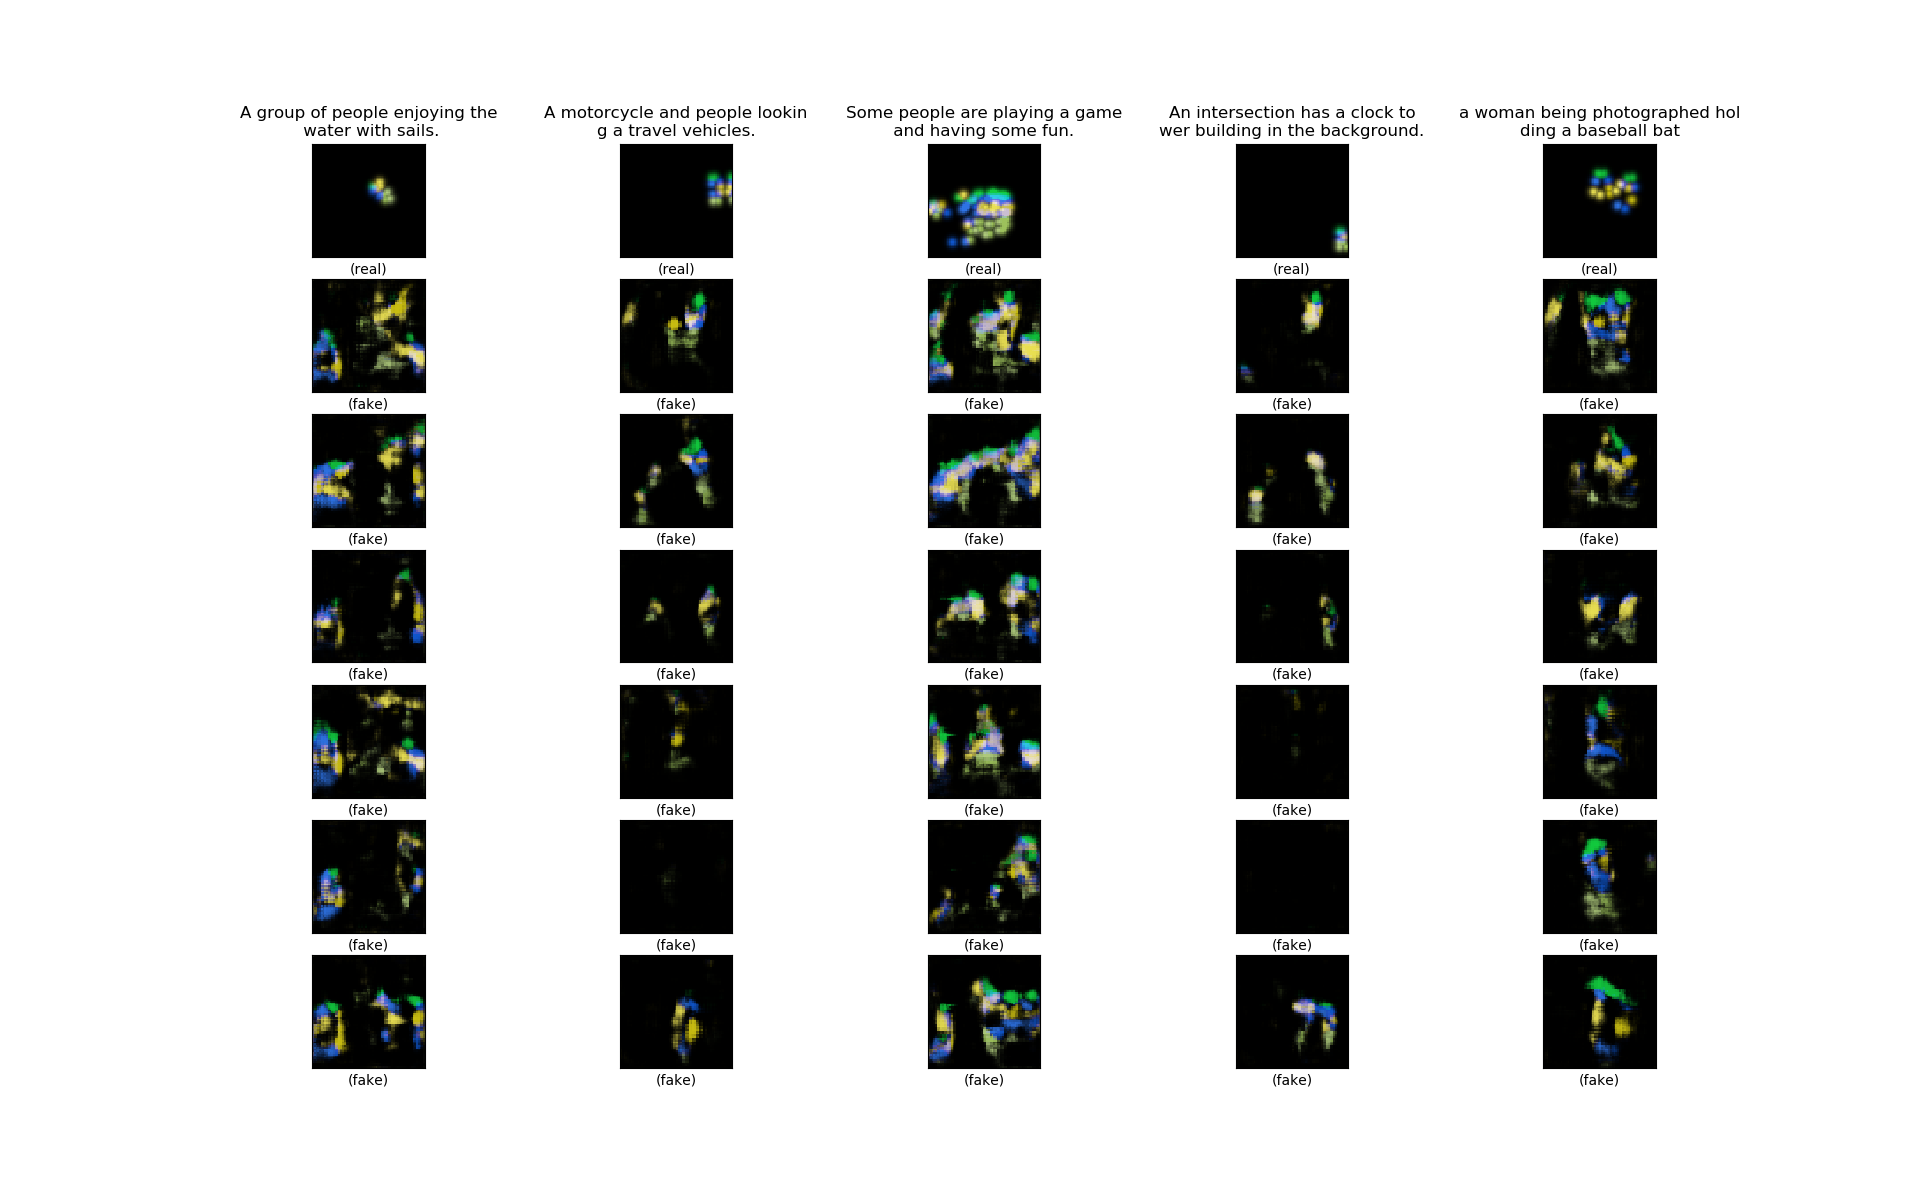 A group of people enjoying the
water with sails.
A motorcycle and people lookin
g a travel vehicles.
Some people are playing a game
and having some fun.
An intersection has a clock to
wer building in the background.
a woman being photographed hol
ding a baseball bat
(real) (real) (real) (real) (real)
(fake) (fake) (fake) (fake) (fake)
(fake) (fake) (fake) (fake) (fake)
(fake) (fake) (fake) (fake) (fake)
(fake) (fake) (fake) (fake) (fake)
(fake) (fake) (fake) (fake) (fake)
(fake) (fake) (fake) (fake) (fake)